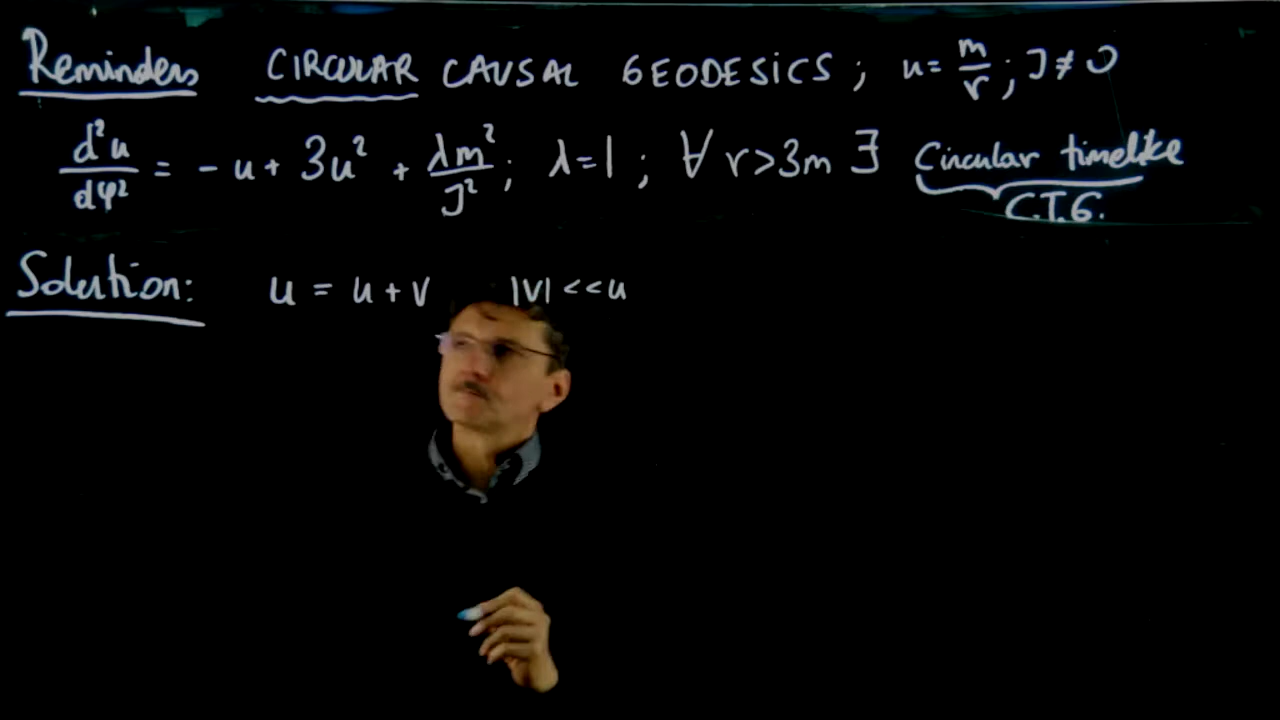 Reminders CIRCULAR CAUSAL GEODESICS ; u = m/r ; J ≠ 0
d²u/dφ² = - u + 3u² + λm²/J² ; λ=1 ; ∀ r>3m ∃ Circular timelike
C.T.G.
Solution: u = u + v |v| << u